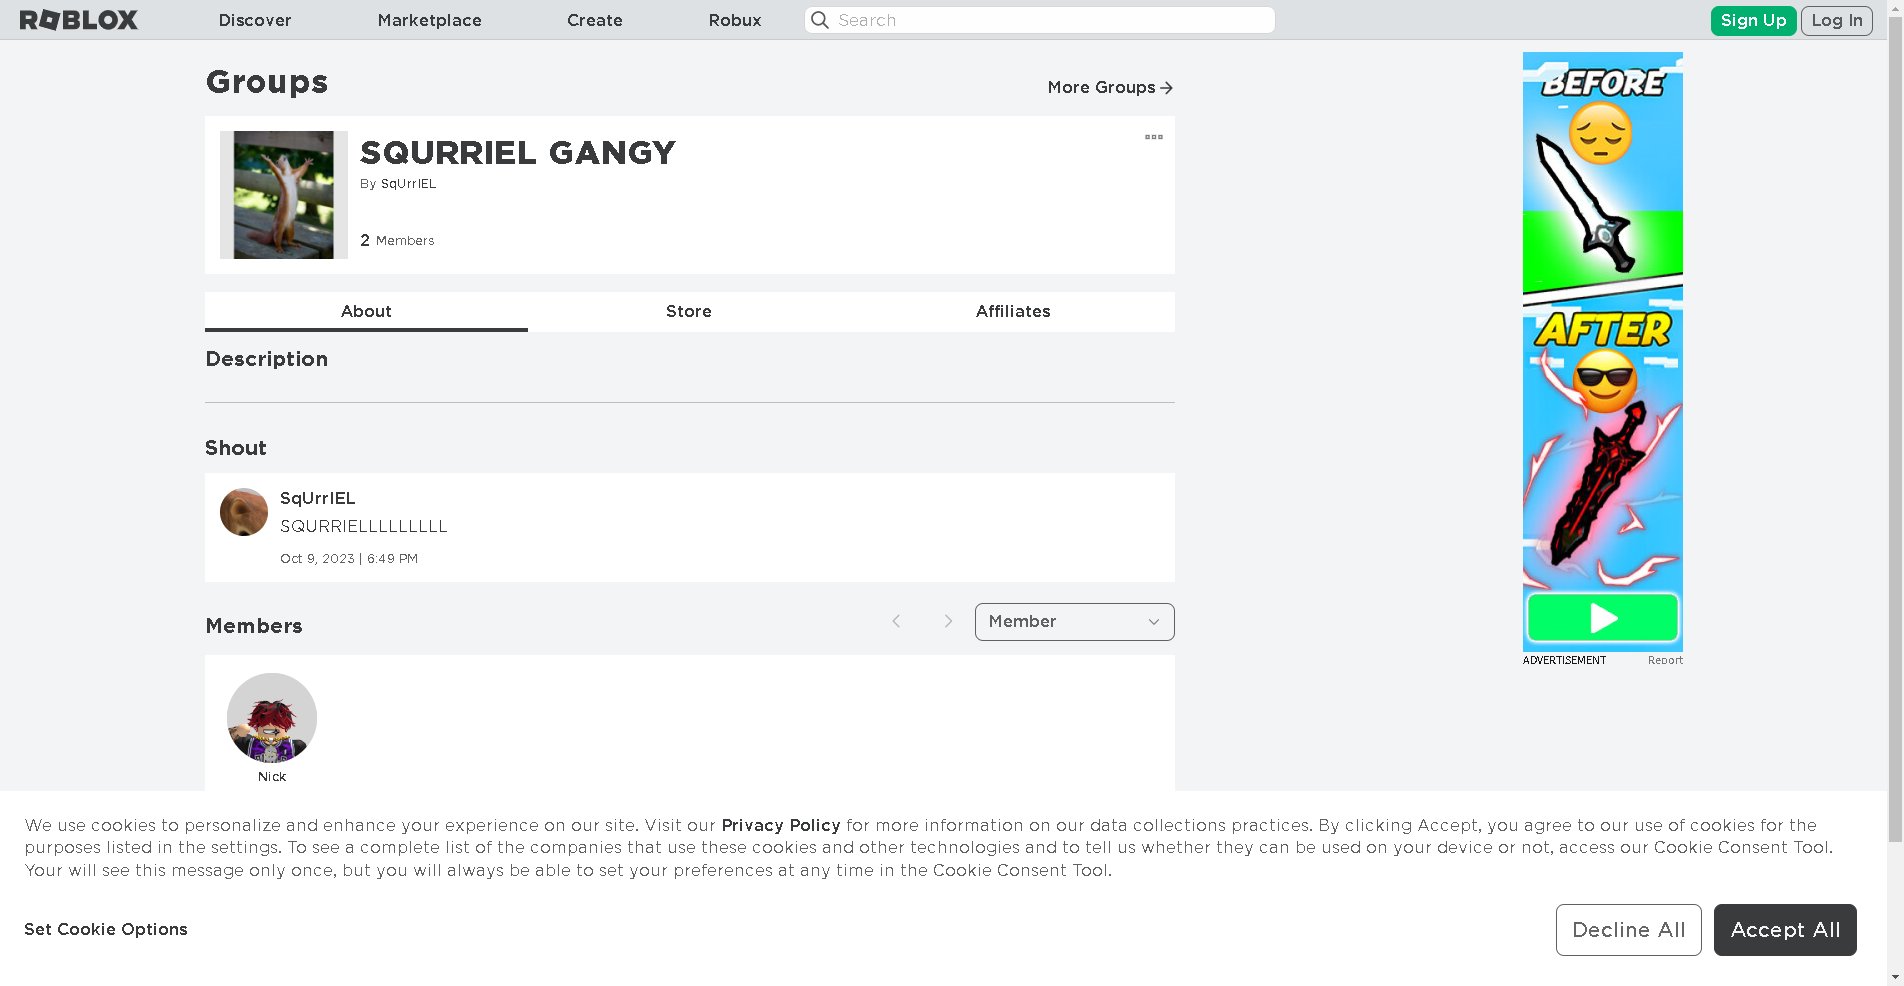 ROBLOX
Discover
Marketplace
Create
Robux
Search
Sign Up
Log In
Groups
More Groups
SQURRIEL GANGY
By SqUrrIEL
2 Members
About
Store
Affiliates
Description
Shout
SqUrrIEL
SQURRIELLLLLLLLL
Oct 9, 2023 | 6:49 PM
Members
Member
Nick
BEFORE
AFTER
ADVERTISEMENT
Report
We use cookies to personalize and enhance your experience on our site. Visit our Privacy Policy for more information on our data collections practices. By clicking Accept, you agree to our use of cookies for the
purposes listed in the settings. To see a complete list of the companies that use these cookies and other technologies and to tell us whether they can be used on your device or not, access our Cookie Consent Tool.
Your will see this message only once, but you will always be able to set your preferences at any time in the Cookie Consent Tool.
Set Cookie Options
Decline All
Accept All